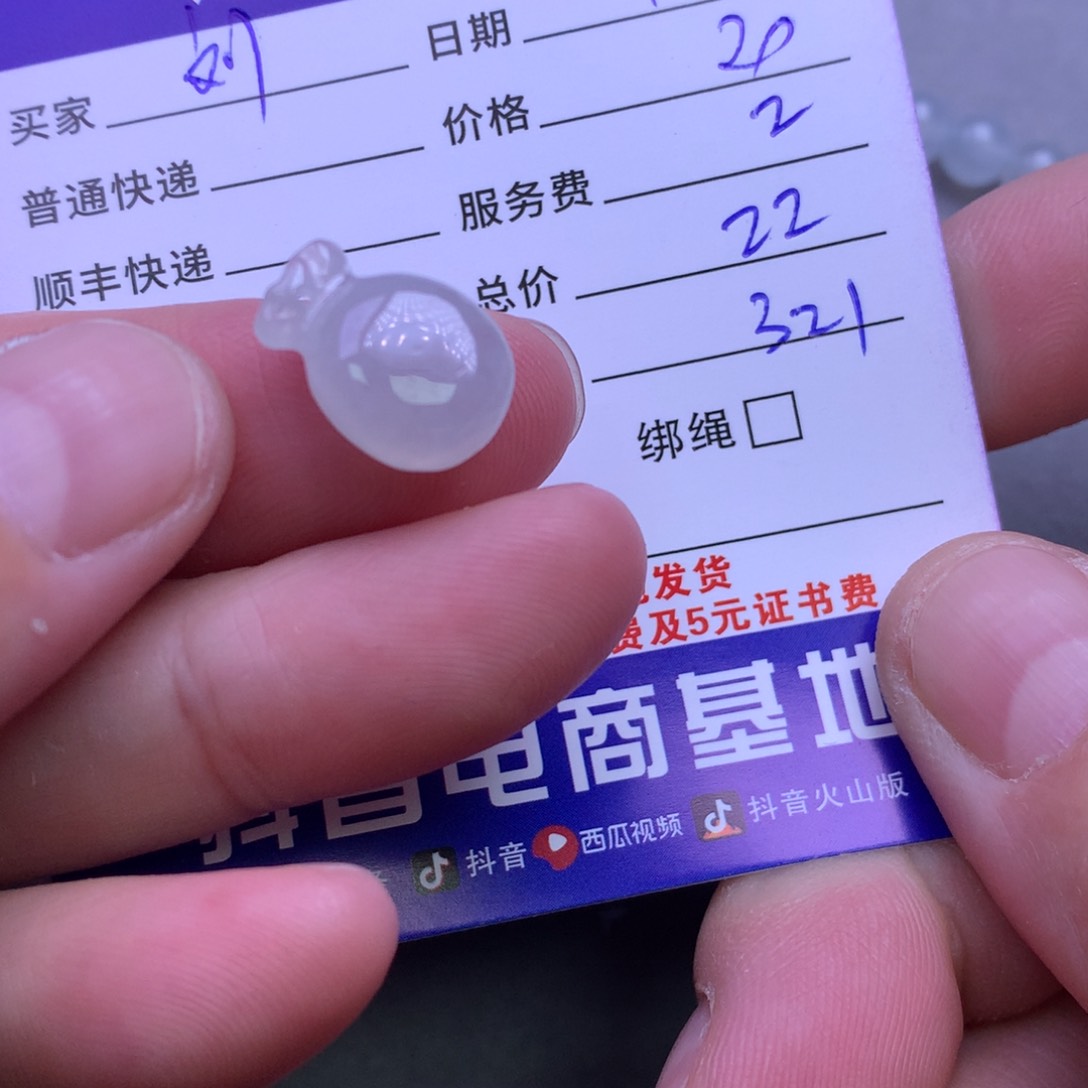 买家 刘 日期
普通快递 价格 20
顺丰快递 服务费 2
总价 22
321
绑绳
发货
费及5元证书费
抖音电商基地
抖音 西瓜视频 抖音火山版